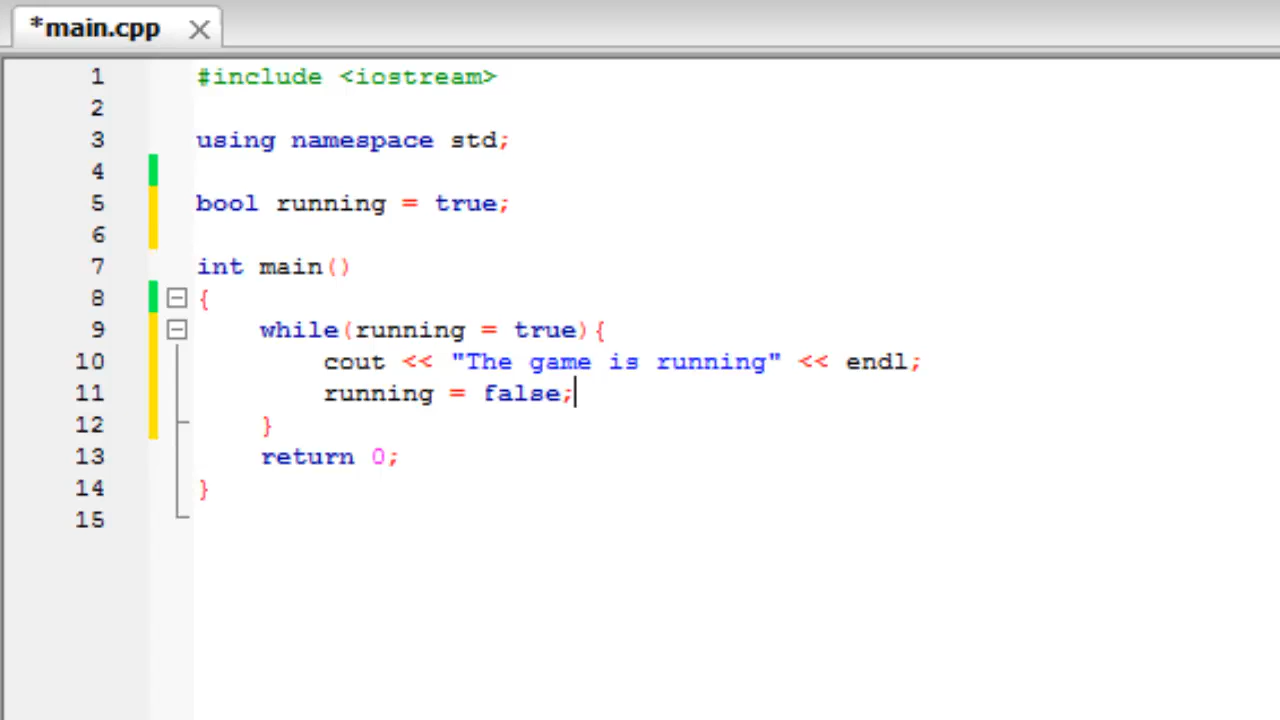 *main.cpp
1 #include <iostream>
2
3 using namespace std;
4
5 bool running = true;
6
7 int main()
8 {
9     while(running = true){
10         cout << "The game is running" << endl;
11         running = false;
12     }
13     return 0;
14 }
15